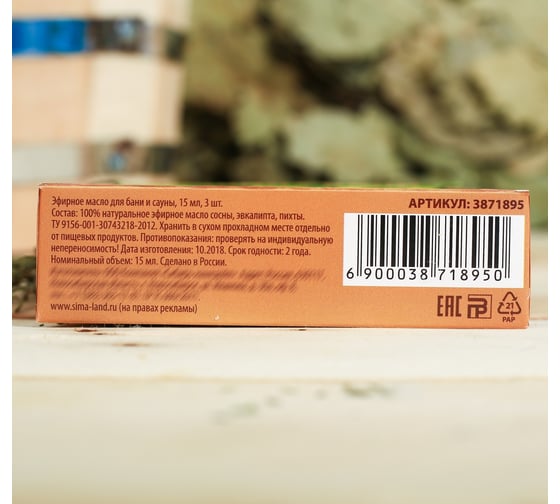 Эфирное масло для бани и сауны, 15 мл, 3 шт.
Состав: 100% натуральное эфирное масло сосны, эвкалипта, пихты.
ТУ 9156-001-30743218-2012. Хранить в сухом прохладном месте отдельно
от пищевых продуктов. Противопоказания: проверять на индивидуальную
непереносимость! Дата изготовления: 10.2018. Срок годности: 2 года.
Номинальный объем: 15 мл. Сделано в России.
www.sima-land.ru (на правах рекламы)
АРТИКУЛ: 3871895
6 900038 718950
EAC
21
PAP